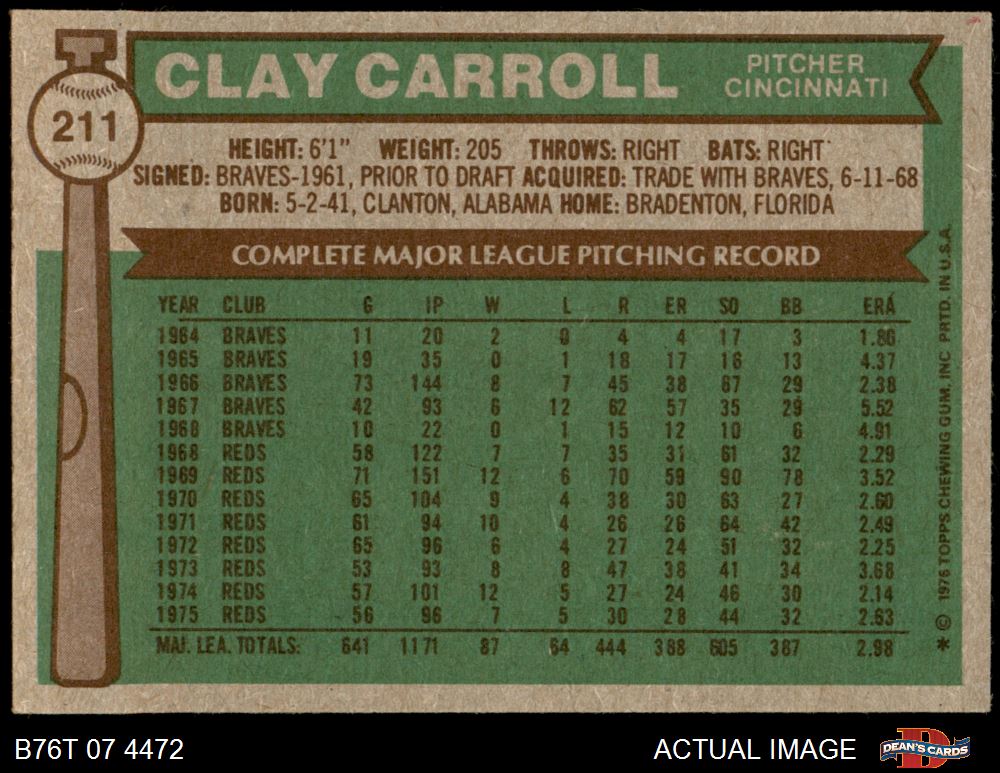 CLAY CARROLL
PITCHER
CINCINNATI
211
HEIGHT: 6'1" WEIGHT: 205 THROWS: RIGHT BATS: RIGHT
SIGNED: BRAVES-1961, PRIOR TO DRAFT ACQUIRED: TRADE WITH BRAVES, 6-11-68
BORN: 5-2-41, CLANTON, ALABAMA HOME: BRADENTON, FLORIDA
COMPLETE MAJOR LEAGUE PITCHING RECORD
YEAR CLUB G IP W L R ER SO BB ERA
1964 BRAVES 11 20 2 0 4 4 17 3 1.80
1965 BRAVES 19 35 0 1 18 17 16 13 4.37
1966 BRAVES 73 144 8 7 45 38 67 29 2.38
1967 BRAVES 42 93 6 12 62 57 35 29 5.52
1968 BRAVES 10 22 0 1 15 12 10 6 4.91
1968 REDS 58 122 7 7 35 31 61 32 2.29
1969 REDS 71 151 12 6 70 59 90 78 3.52
1970 REDS 65 104 9 4 38 30 63 27 2.60
1971 REDS 61 94 10 4 26 26 64 42 2.49
1972 REDS 65 96 6 4 27 24 51 32 2.25
1973 REDS 53 93 8 8 47 38 41 34 3.68
1974 REDS 57 101 12 5 27 24 46 30 2.14
1975 REDS 56 96 7 5 30 28 44 32 2.63
MAJ. LEA. TOTALS: 641 1171 87 64 444 388 605 387 2.98
* © 1976 TOPPS CHEWING GUM, INC PRTD. IN U.S.A.
B76T 07 4472
ACTUAL IMAGE
DEAN'S CARDS